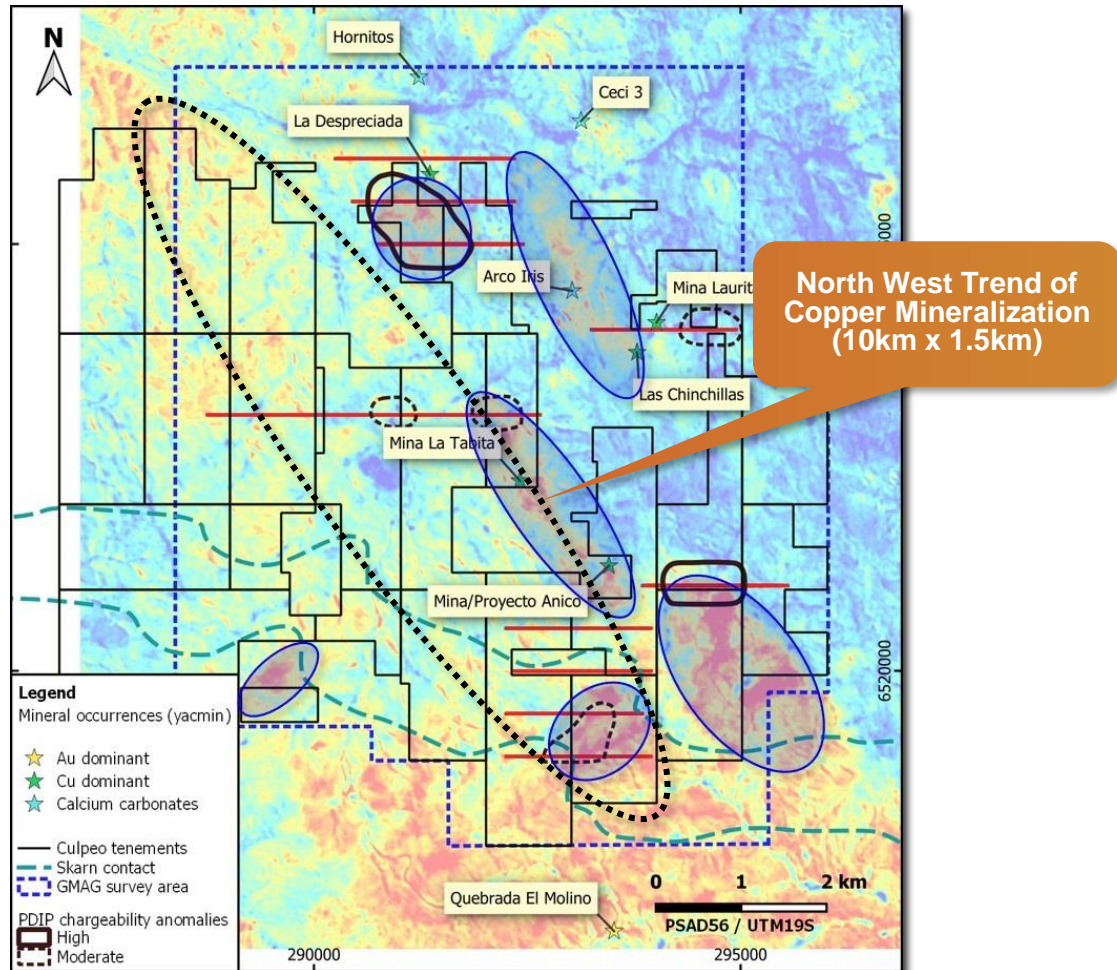 N
Hornitos
Ceci 3
La Despreciada
Arco Iris
Mina Laurit
North West Trend of
Copper Mineralization
(10km x 1.5km)
Las Chinchillas
Mina La Tabita
Mina/Proyecto Anico
6520000
Legend
Mineral occurrences (yacmin)
Au dominant
Cu dominant
Calcium carbonates
Culpeo tenements
Skarn contact
GMAG survey area
PDIP chargeability anomalies
High
Moderate
Quebrada El Molino
0 1 2 km
PSAD56 / UTM19S
290000
295000